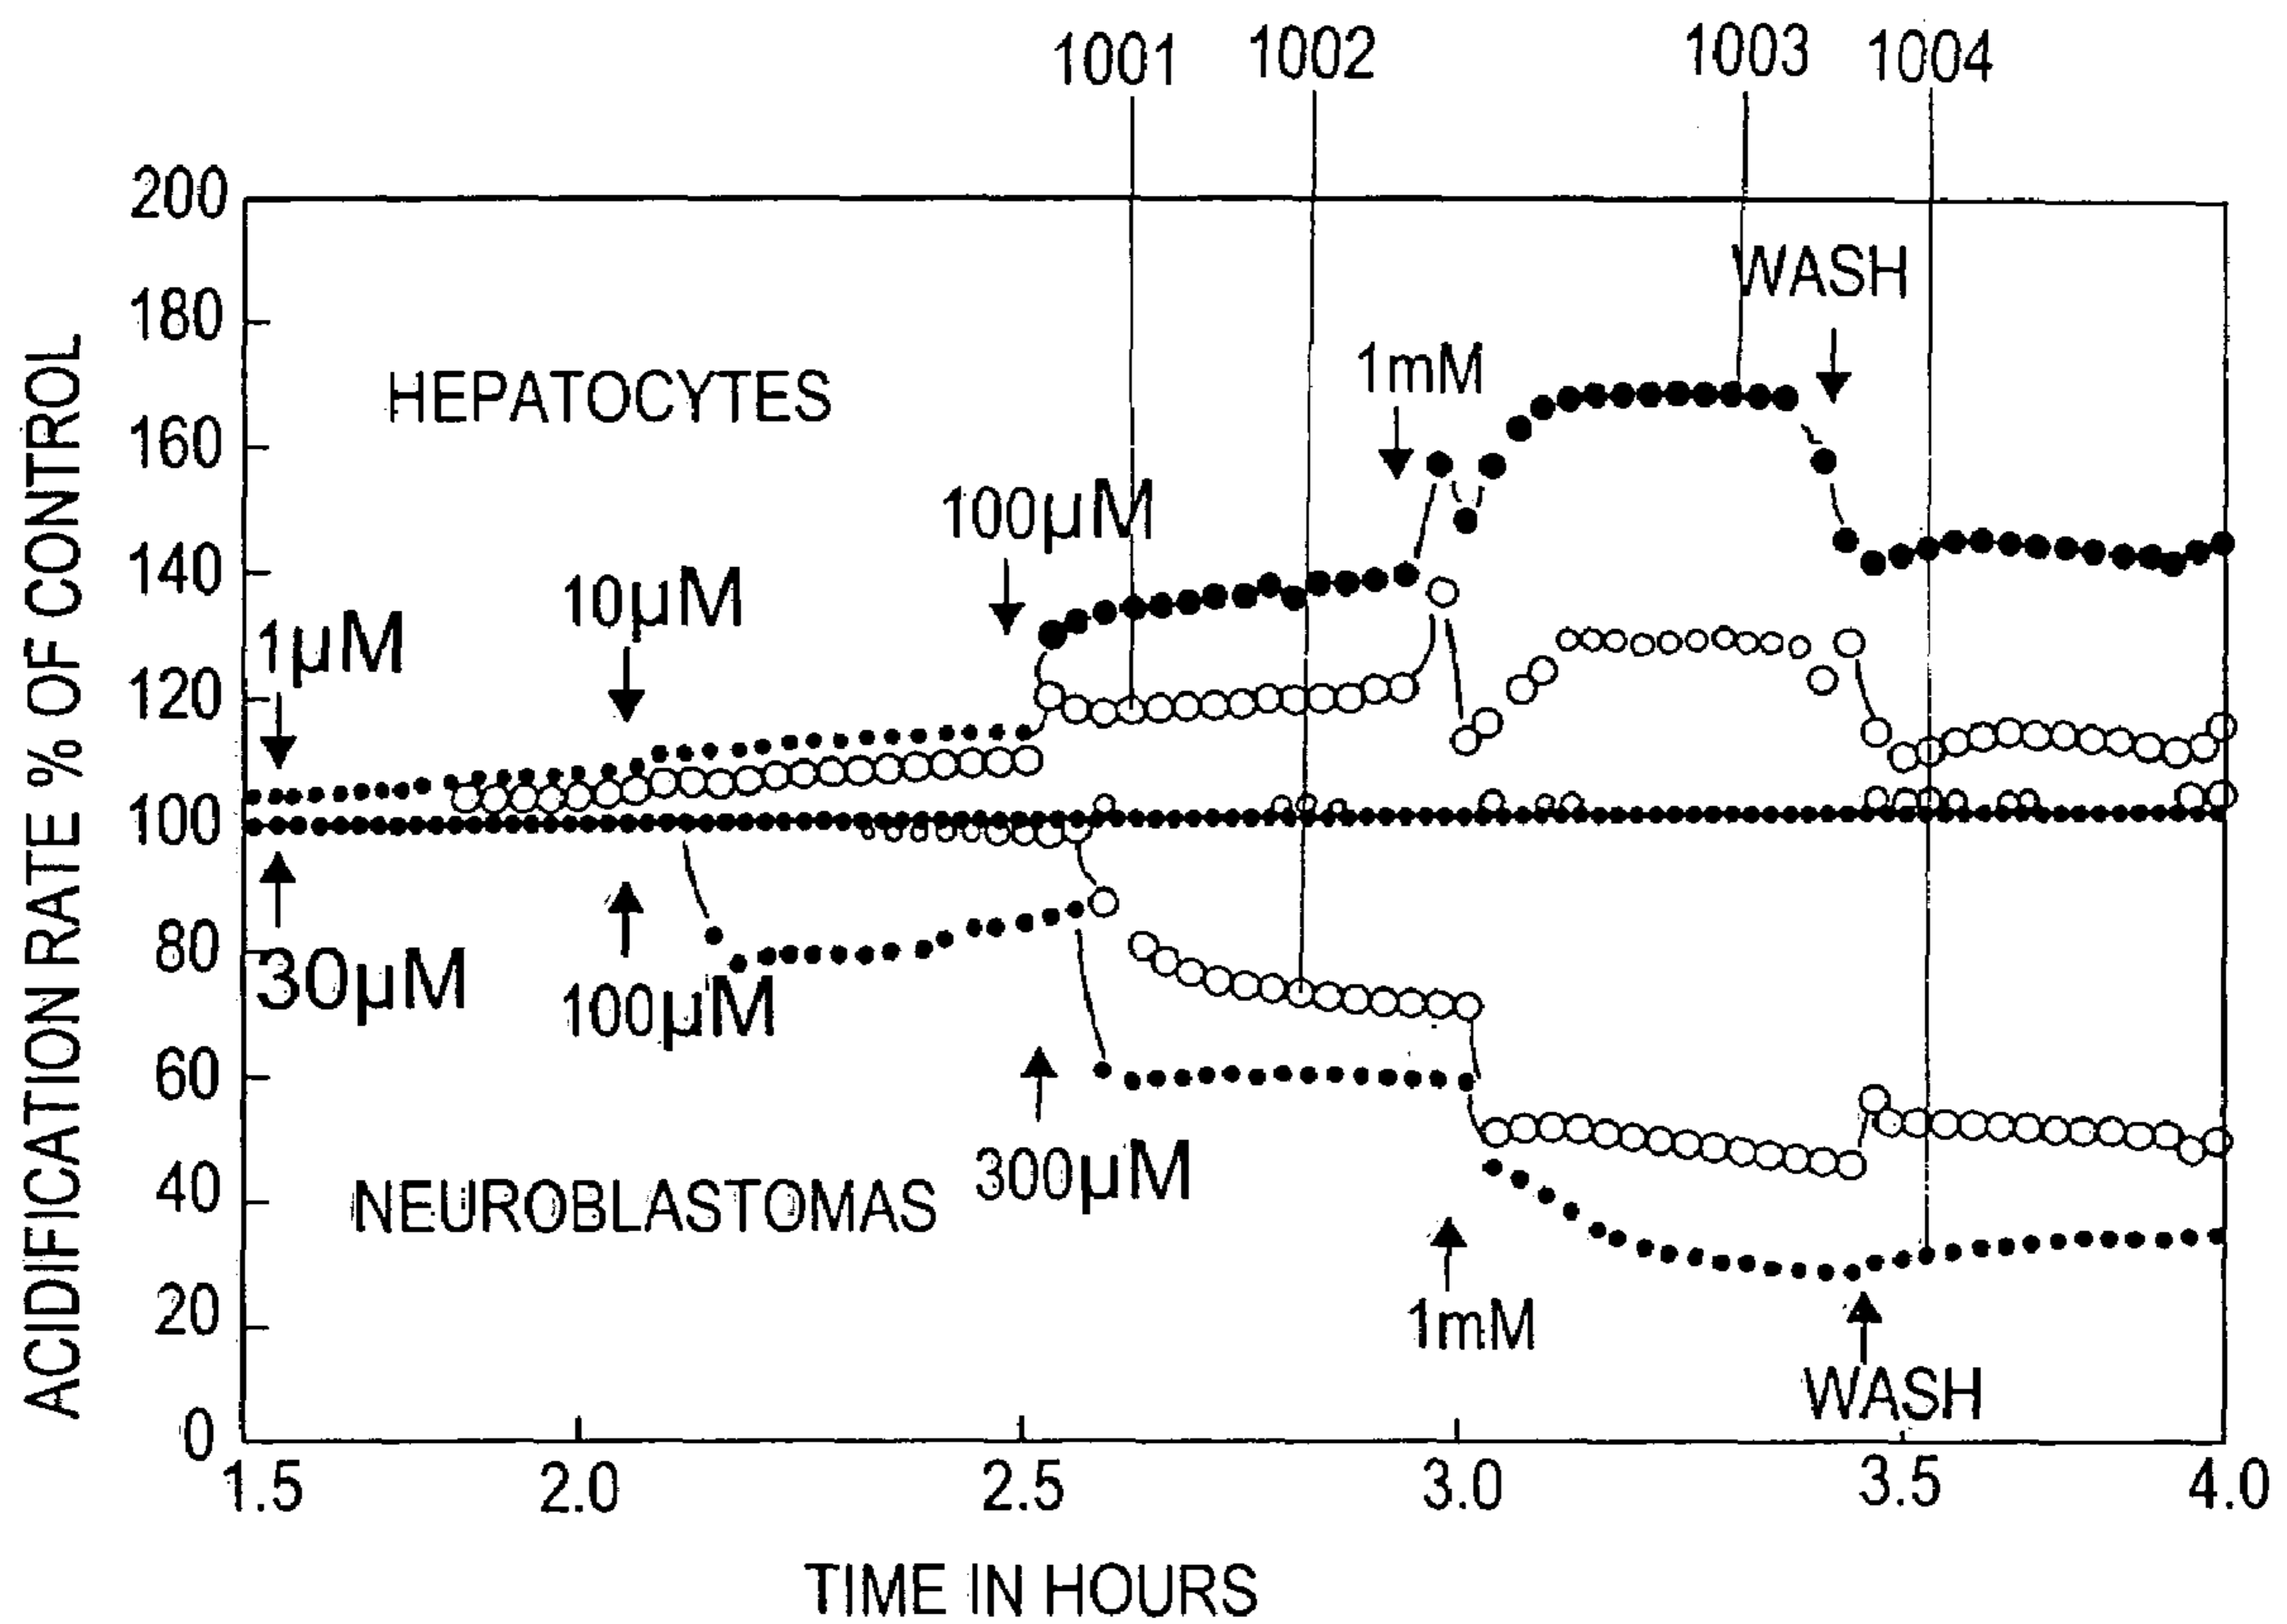 1001 1002 1003 1004
200
180
160
140
120
100
80
60
40
20
0
ACIDIFICATION RATE % OF CONTROL
WASH
HEPATOCYTES
1mM
100µM
10µM
1µM
30µM
100µM
300µM
NEUROBLASTOMAS
1mM
WASH
1.5 2.0 2.5 3.0 3.5 4.0
TIME IN HOURS